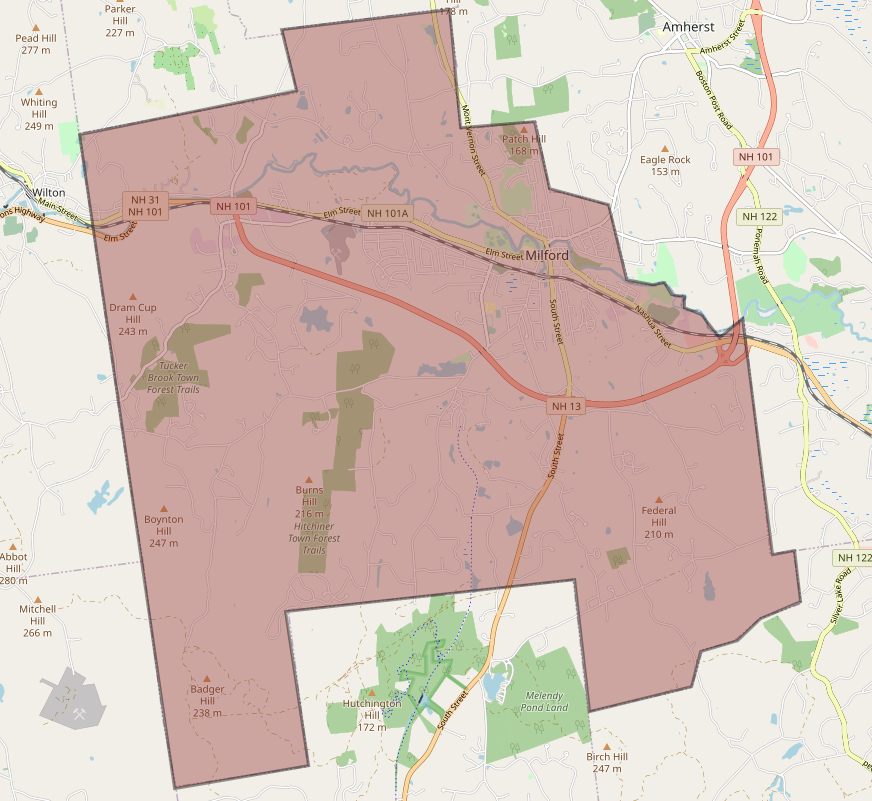 Hill
178 m
Parker
Hill
227 m
Pead Hill
277 m
Amherst
Amherst Street
Boston Post Road
Whiting
Hill
249 m
Mont Vernon Street
Patch Hill
168 m
Eagle Rock
153 m
NH 101
Wilton
Main Street
ons Highway
Elm Street
NH 31
NH 101
NH 101
Elm Street
NH 101A
NH 122
Ponemah Road
Elm Street
Milford
Dram Cup
Hill
243 m
South Street
Nashua Street
Tucker
Brook Town
Forest Trails
NH 13
South Street
Burns
Hill
216 m
Hitchiner
Town Forest
Trails
Boynton
Hill
247 m
Federal
Hill
210 m
Abbot
Hill
280 m
NH 122
Silver Lake Road
Mitchell
Hill
266 m
Badger
Hill
238 m
Hutchington
Hill
172 m
South Street
Melendy
Pond Land
Birch Hill
247 m